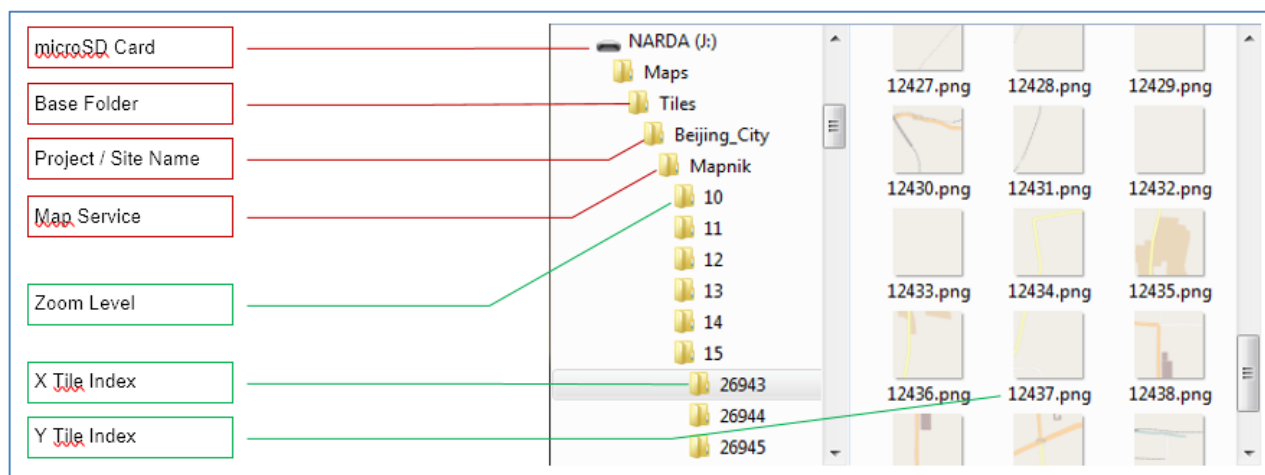 microSD Card
Base Folder
Project / Site Name
Map Service
Zoom Level
X Tile Index
Y Tile Index
NARDA (J:)
Maps
Tiles
Beijing_City
Mapnik
10
11
12
13
14
15
26943
26944
26945
12427.png 12428.png 12429.png
12430.png 12431.png 12432.png
12433.png 12434.png 12435.png
12436.png 12437.png 12438.png